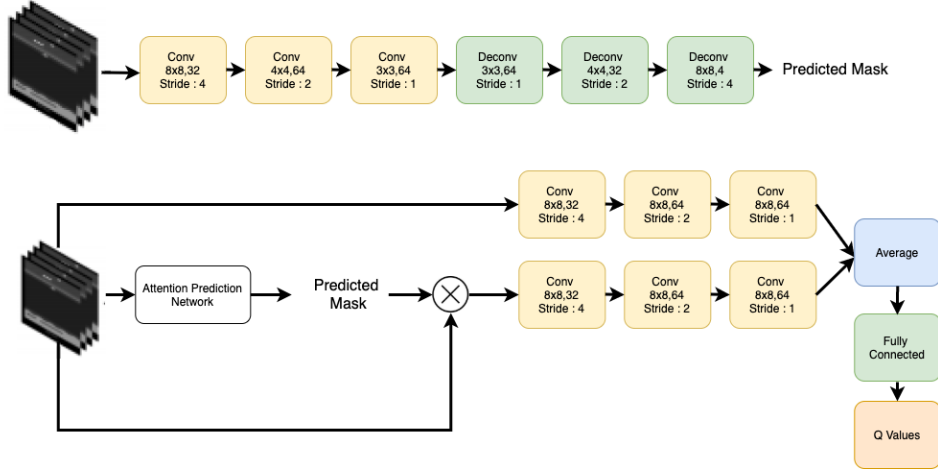 Conv
8x8,32
Stride : 4
Conv
4x4,64
Stride : 2
Conv
3x3,64
Stride : 1
Deconv
3x3,64
Stride : 1
Deconv
4x4,32
Stride : 2
Deconv
8x8,4
Stride : 4
Predicted Mask
Conv
8x8,32
Stride : 4
Conv
8x8,64
Stride : 2
Conv
8x8,64
Stride : 1
Average
Attention Prediction
Network
Predicted
Mask
Conv
8x8,32
Stride : 4
Conv
8x8,64
Stride : 2
Conv
8x8,64
Stride : 1
Fully
Connected
Q Values